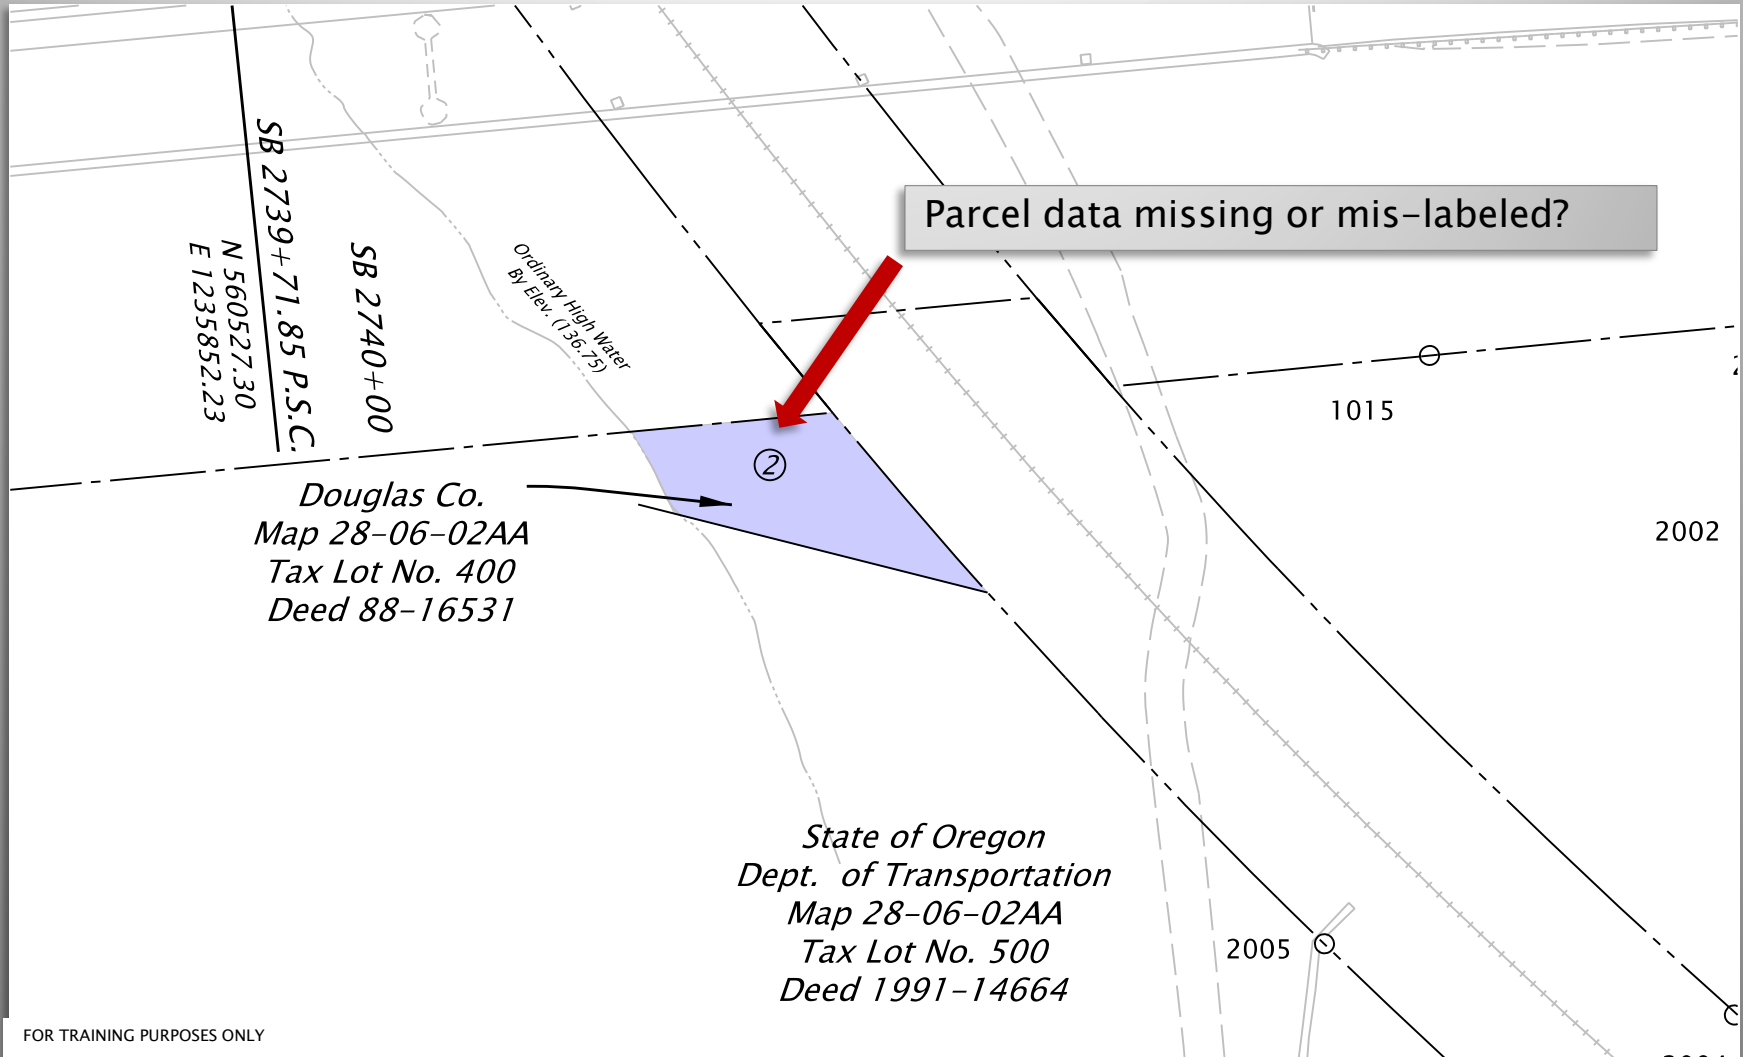 SB 2739+71.85 P.S.C.
N 560527.30
E 1235852.23
SB 2740+00
Ordinary High Water
By Elev. (136.75)
Parcel data missing or mis-labeled?
1015
2002
2
Douglas Co.
Map 28-06-02AA
Tax Lot No. 400
Deed 88-16531
State of Oregon
Dept.  of Transportation
Map 28-06-02AA
Tax Lot No. 500
Deed 1991-14664
2005
FOR TRAINING PURPOSES ONLY